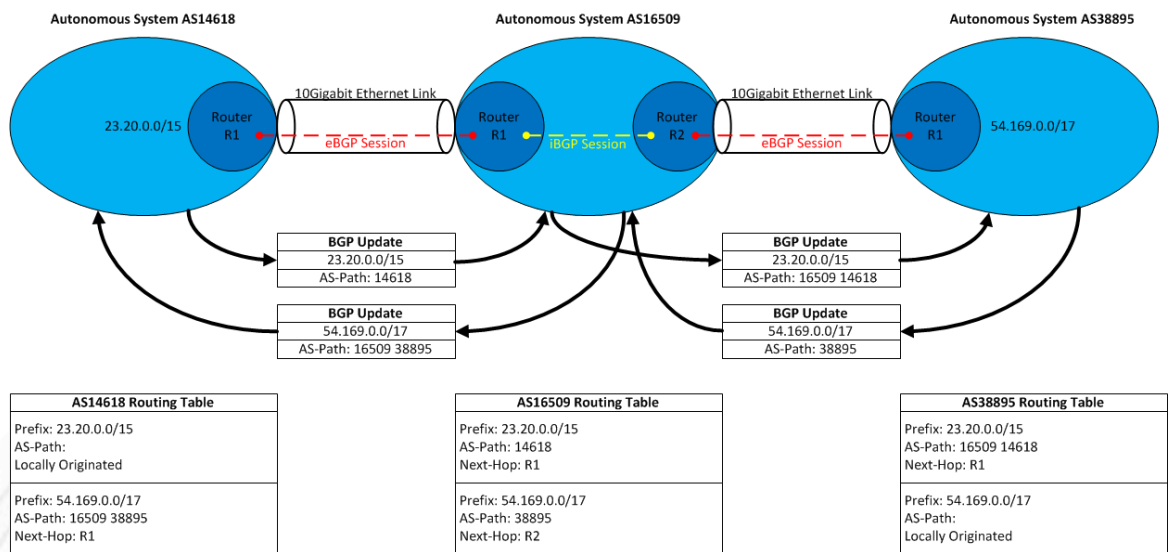 Autonomous System AS14618
Autonomous System AS16509
Autonomous System AS38895
23.20.0.0/15
Router
R1
10Gigabit Ethernet Link
eBGP Session
Router
R1
iBGP Session
Router
R2
10Gigabit Ethernet Link
eBGP Session
Router
R1
54.169.0.0/17
BGP Update
23.20.0.0/15
AS-Path: 14618
BGP Update
54.169.0.0/17
AS-Path: 16509 38895
BGP Update
23.20.0.0/15
AS-Path: 16509 14618
BGP Update
54.169.0.0/17
AS-Path: 38895
AS14618 Routing Table
Prefix: 23.20.0.0/15
AS-Path:
Locally Originated
Prefix: 54.169.0.0/17
AS-Path: 16509 38895
Next-Hop: R1
AS16509 Routing Table
Prefix: 23.20.0.0/15
AS-Path: 14618
Next-Hop: R1
Prefix: 54.169.0.0/17
AS-Path: 38895
Next-Hop: R2
AS38895 Routing Table
Prefix: 23.20.0.0/15
AS-Path: 16509 14618
Next-Hop: R1
Prefix: 54.169.0.0/17
AS-Path:
Locally Originated